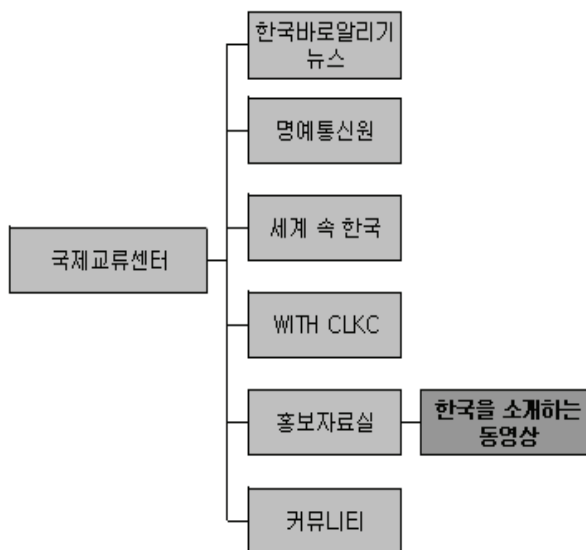 한국바로알리기
뉴스
명예통신원
세계 속 한국
국제교류센터
WITH CLKC
홍보자료실
한국을 소개하는
동영상
커뮤니티